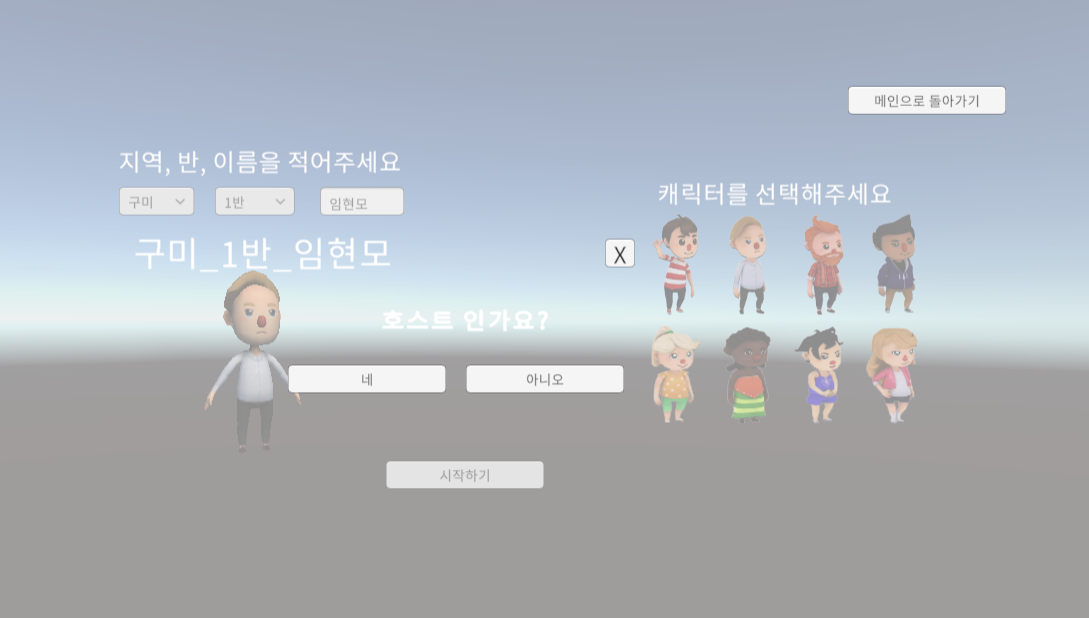 메인으로 돌아가기
지역, 반, 이름을 적어주세요
구미 1반 임현모
구미_1반_임현모
캐릭터를 선택해주세요
X
호스트 인가요?
네 아니오
시작하기